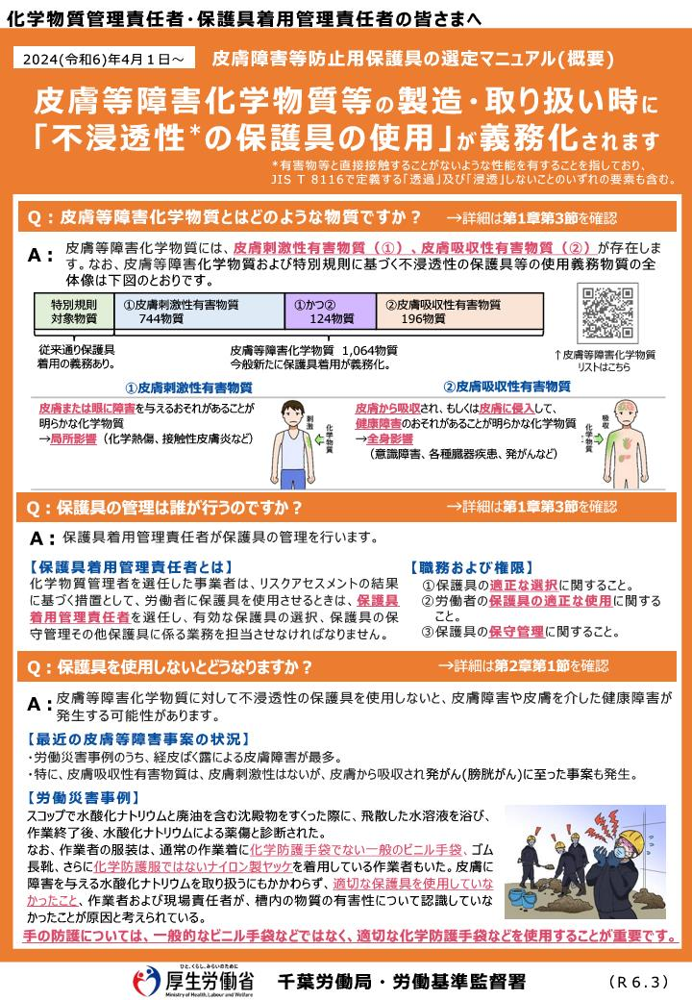 化学物質管理責任者・保護具着用管理責任者の皆さまへ
2024(令和6)年4月1日～ 皮膚障害等防止用保護具の選定マニュアル(概要)
皮膚等障害化学物質等の製造・取り扱い時に
「不浸透性*の保護具の使用」が義務化されます
*有害物等と直接接触することがないような性能を有することを指しており、
JIS T 8116で定義する「透過」及び「浸透」しないことのいずれの要素も含む。
Q：皮膚等障害化学物質とはどのような物質ですか？ →詳細は第1章第3節を確認
A： 皮膚等障害化学物質には、皮膚刺激性有害物質（①）、皮膚吸収性有害物質（②）が存在しま
す。なお、皮膚等障害化学物質および特別規則に基づく不浸透性の保護具等の使用義務物質の全
体像は下図のとおりです。
特別規則
対象物質
①皮膚刺激性有害物質
744物質
①かつ②
124物質
②皮膚吸収性有害物質
196物質
従来通り保護具
着用の義務あり。
皮膚等障害化学物質 1,064物質
今般新たに保護具着用が義務化。
↑皮膚等障害化学物質
リストはこちら
①皮膚刺激性有害物質
皮膚または眼に障害を与えるおそれがあることが
明らかな化学物質
→局所影響（化学熱傷、接触性皮膚炎など）
刺激
化学物質
②皮膚吸収性有害物質
皮膚から吸収され、もしくは皮膚に侵入して、
健康障害のおそれがあることが明らかな化学物質
→全身影響
（意識障害、各種臓器疾患、発がんなど）
吸収
化学物質
Q：保護具の管理は誰が行うのですか？ →詳細は第1章第3節を確認
A： 保護具着用管理責任者が保護具の管理を行います。
【保護具着用管理責任者とは】
化学物質管理者を選任した事業者は、リスクアセスメントの結果
に基づく措置として、労働者に保護具を使用させるときは、保護具
着用管理責任者を選任し、有効な保護具の選択、保護具の保
守管理その他保護具に係る業務を担当させなければなりません。
【職務および権限】
①保護具の適正な選択に関すること。
②労働者の保護具の適正な使用に関する
こと。
③保護具の保守管理に関すること。
Q：保護具を使用しないとどうなりますか？ →詳細は第2章第1節を確認
A： 皮膚等障害化学物質に対して不浸透性の保護具を使用しないと、皮膚障害や皮膚を介した健康障害が
発生する可能性があります。
【最近の皮膚等障害事案の状況】
・労働災害事例のうち、経皮ばく露による皮膚障害が最多。
・特に、皮膚吸収性有害物質は、皮膚刺激性はないが、皮膚から吸収され発がん(膀胱がん)に至った事案も発生。
【労働災害事例】
スコップで水酸化ナトリウムと廃油を含む沈殿物をすくった際に、飛散した水溶液を浴び、
作業終了後、水酸化ナトリウムによる薬傷と診断された。
なお、作業者の服装は、通常の作業着に化学防護手袋でない一般のビニル手袋、ゴム
長靴、さらに化学防護服ではないナイロン製ヤッケを着用している作業者もいた。皮膚に
障害を与える水酸化ナトリウムを取り扱うにもかかわらず、適切な保護具を使用していな
かったこと、作業者および現場責任者が、槽内の物質の有害性について認識していな
かったことが原因と考えられている。
手の防護については、一般的なビニル手袋などではなく、適切な化学防護手袋などを使用することが重要です。
ひと、くらし、みらいのために
厚生労働省
Ministry of Health, Labour and Welfare
千葉労働局・労働基準監督署
（R６.３）